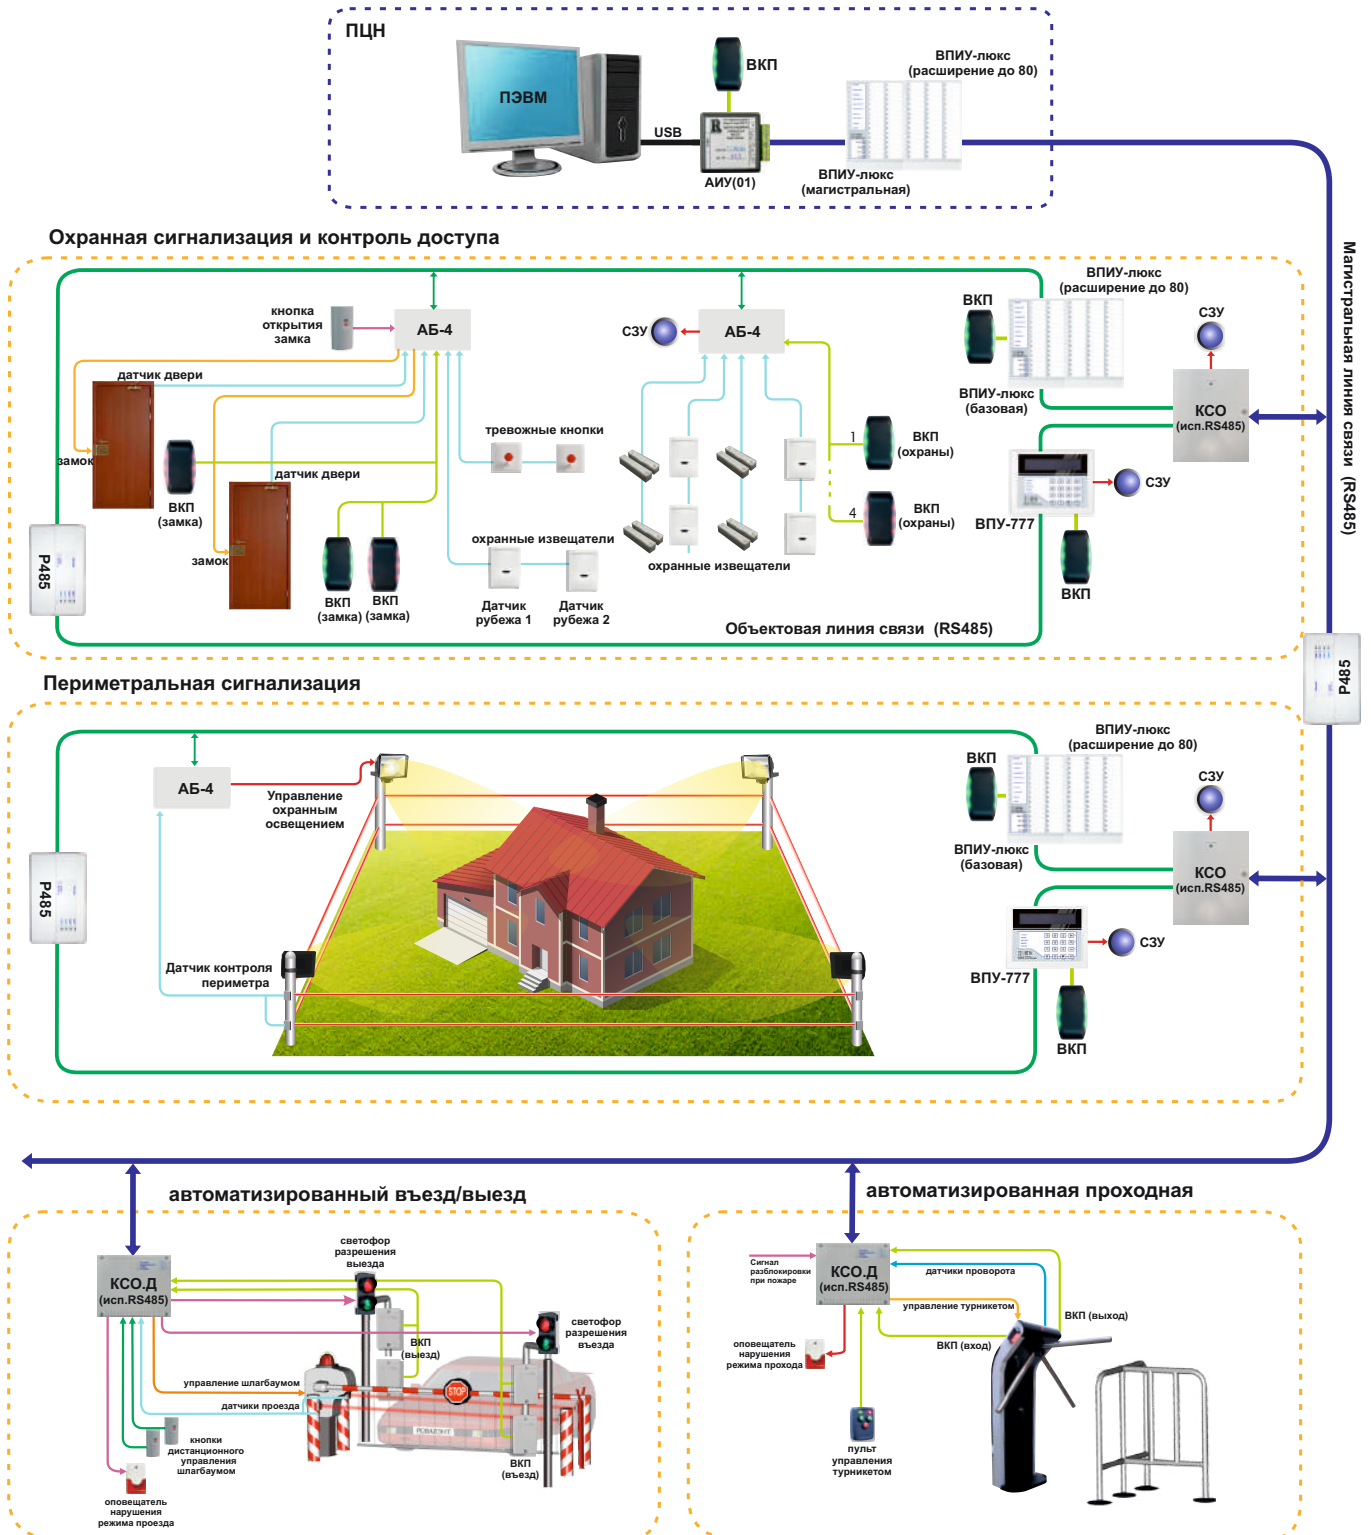 ПЦН
ПЭВМ
USB
ВКП
АИУ(01)
ВПИУ-люкс
(расширение до 80)
ВПИУ-люкс
(магистральная)
Магистральная линия связи (RS485)
Охранная сигнализация и контроль доступа
кнопка
открытия
замка
АБ-4
СЗУ
АБ-4
датчик двери
замок
ВКП
(замка)
датчик двери
замок
ВКП
(замка)
ВКП
(замка)
тревожные кнопки
охранные извещатели
Датчик
рубежа 1
Датчик
рубежа 2
охранные извещатели
1
ВКП
(охраны)
4
ВКП
(охраны)
ВКП
ВПИУ-люкс
(расширение до 80)
ВПИУ-люкс
(базовая)
СЗУ
КСО
(исп.RS485)
СЗУ
ВПУ-777
ВКП
Р485
Объектовая линия связи (RS485)
Р485
Периметральная сигнализация
АБ-4
Управление
охранным
освещением
Датчик контроля
периметра
Р485
ВКП
ВПИУ-люкс
(расширение до 80)
ВПИУ-люкс
(базовая)
СЗУ
КСО
(исп.RS485)
СЗУ
ВПУ-777
ВКП
автоматизированный въезд/выезд
КСО.Д
(исп.RS485)
светофор
разрешения
выезда
светофор
разрешения
въезда
ВКП
(выезд)
управление шлагбаумом
датчики проезда
STOP
РОВАЛЭНТ
кнопки
дистанционного
управления
шлагбаумом
ВКП
(въезд)
оповещатель
нарушения
режима проезда
автоматизированная проходная
Сигнал
разблокировки
при пожаре
КСО.Д
(исп.RS485)
датчики проворота
управление турникетом
ВКП (выход)
ВКП (вход)
оповещатель
нарушения
режима прохода
пульт
управления
турникетом